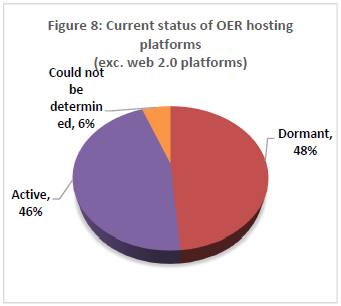 Figure 8: Current status of OER hosting
platforms
(exc. web 2.0 platforms)
Could not
be
determin
ed, 6%
Dormant,
48%
Active,
46%